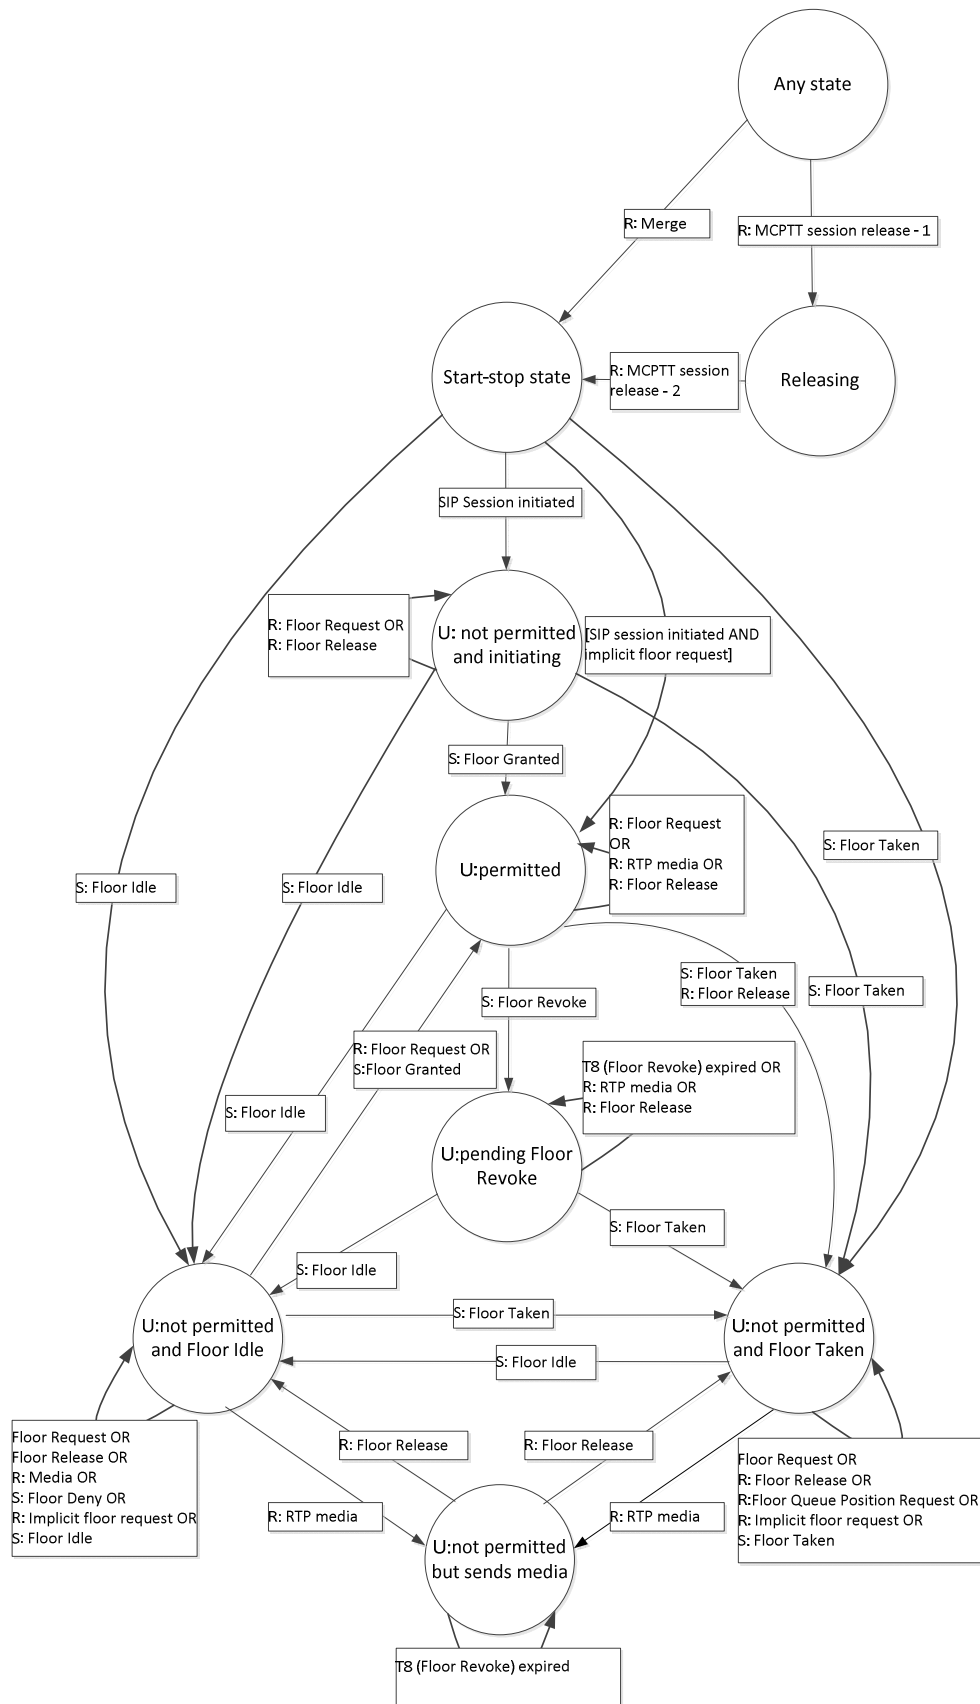 Any state
R: Merge
R: MCPTT session release - 1
Start-stop state
R: MCPTT session
release - 2
Releasing
SIP Session initiated
R: Floor Request OR
R: Floor Release
U: not permitted
and initiating
[SIP session initiated AND
implicit floor request]
S: Floor Granted
R: Floor Request
OR
R: RTP media OR
R: Floor Release
U:permitted
S: Floor Taken
S: Floor Idle
S: Floor Idle
S: Floor Taken
R: Floor Release
S: Floor Taken
S: Floor Revoke
R: Floor Request OR
S:Floor Granted
T8 (Floor Revoke) expired OR
R: RTP media OR
R: Floor Release
S: Floor Idle
U:pending Floor
Revoke
S: Floor Taken
S: Floor Idle
U:not permitted
and Floor Idle
S: Floor Taken
U:not permitted
and Floor Taken
S: Floor Idle
Floor Request OR
Floor Release OR
R: Media OR
S: Floor Deny OR
R: Implicit floor request OR
S: Floor Idle
R: Floor Release
R: Floor Release
Floor Request OR
R: Floor Release OR
R:Floor Queue Position Request OR
R: Implicit floor request OR
S: Floor Taken
R: RTP media
R: RTP media
U:not permitted
but sends media
T8 (Floor Revoke) expired